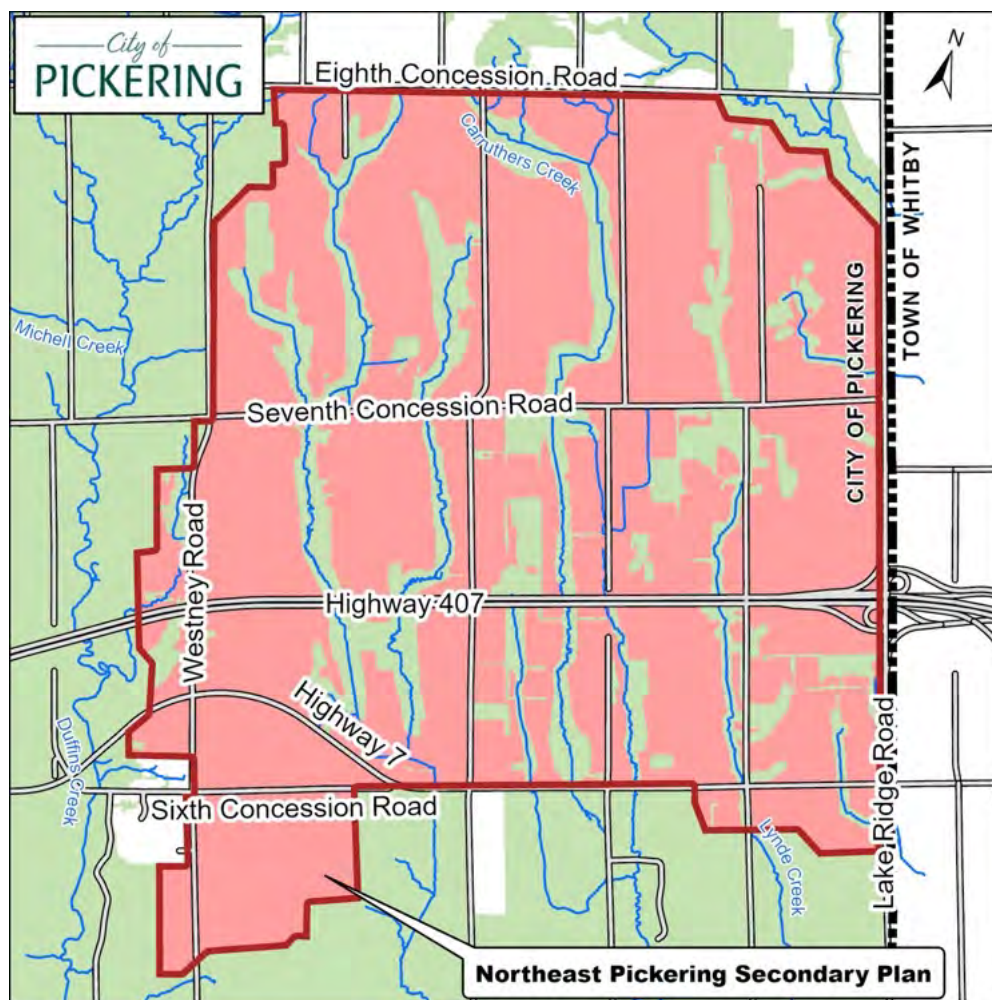 City of
PICKERING
N
Eighth Concession Road
Carruthers Creek
TOWN OF WHITBY
CITY OF PICKERING
Michell Creek
Seventh Concession Road
Westney Road
Highway 407
Highway 7
Duffins Creek
Sixth Concession Road
Lake Ridge Road
Lynde Creek
Northeast Pickering Secondary Plan